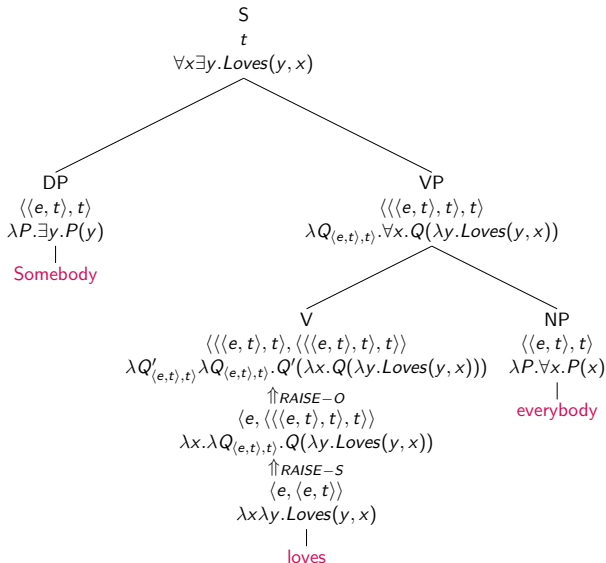 S
t
∀x∃y.Loves(y, x)
DP
⟨⟨e, t⟩, t⟩
λP.∃y.P(y)
Somebody
VP
⟨⟨⟨e, t⟩, t⟩, t⟩
λQ⟨⟨e,t⟩,t⟩.∀x.Q(λy.Loves(y, x))
V
⟨⟨⟨e, t⟩, t⟩, ⟨⟨⟨e, t⟩, t⟩, t⟩⟩
λQ′⟨⟨e,t⟩,t⟩λQ⟨⟨e,t⟩,t⟩.Q′(λx.Q(λy.Loves(y, x)))
⇑RAISE−O
⟨e, ⟨⟨⟨e, t⟩, t⟩, t⟩⟩
λx.λQ⟨⟨e,t⟩,t⟩.Q(λy.Loves(y, x))
⇑RAISE−S
⟨e, ⟨e, t⟩⟩
λxλy.Loves(y, x)
loves
NP
⟨⟨e, t⟩, t⟩
λP.∀x.P(x)
everybody